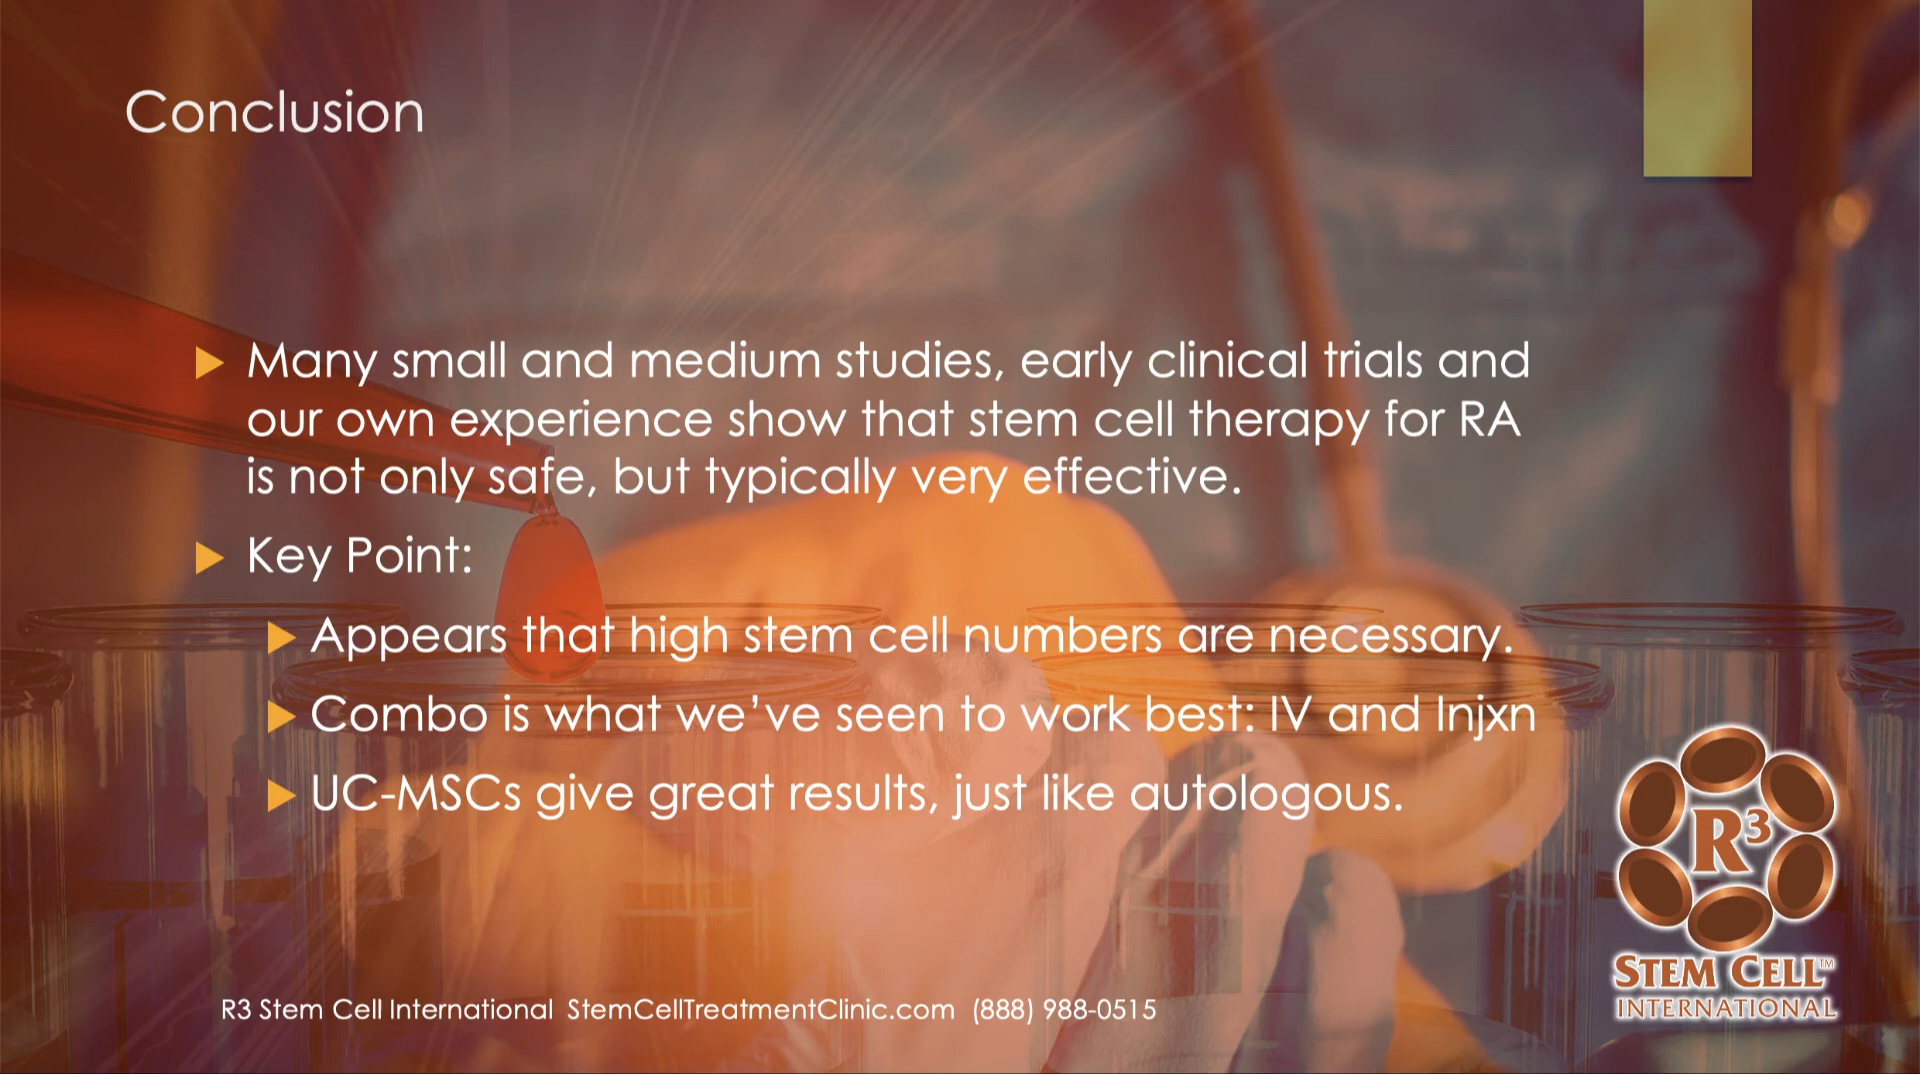 Conclusion
Many small and medium studies, early clinical trials and
our own experience show that stem cell therapy for RA
is not only safe, but typically very effective.
Key Point:
Appears that high stem cell numbers are necessary.
Combo is what we’ve seen to work best: IV and Injxn
UC-MSCs give great results, just like autologous.
R3
STEM CELL™
INTERNATIONAL
R3 Stem Cell International StemCellTreatmentClinic.com (888) 988-0515